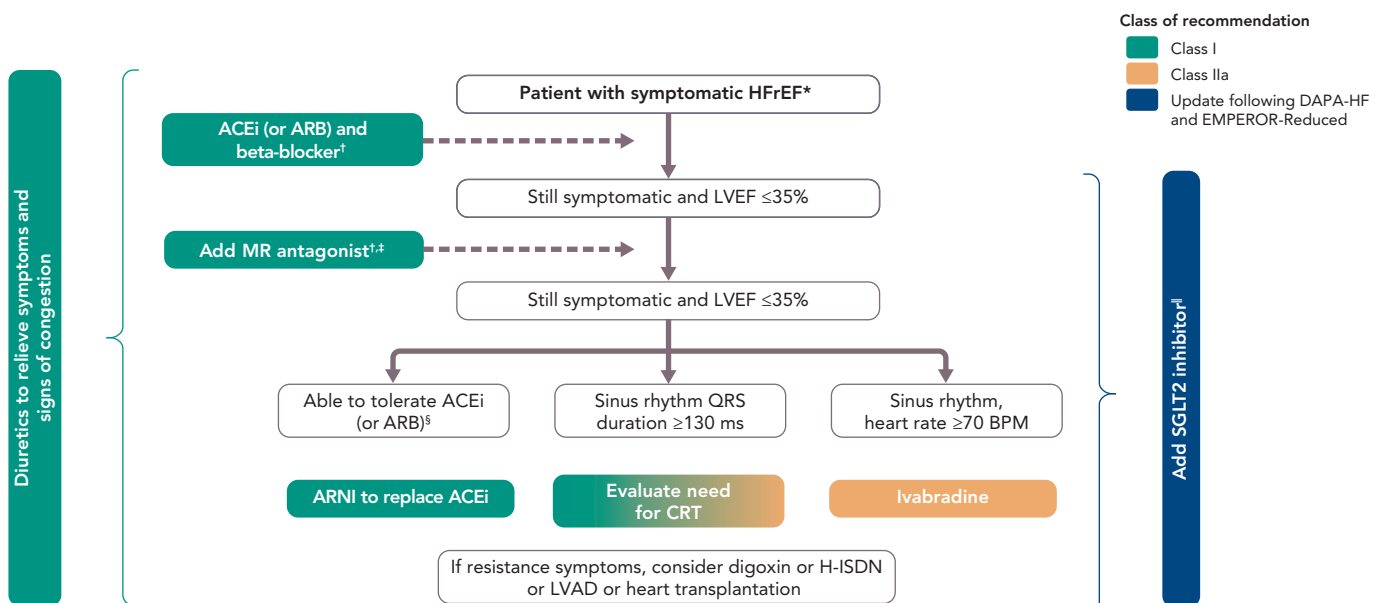 Class of recommendation
Class I
Class IIa
Update following DAPA-HF
and EMPEROR-Reduced
Diuretics to relieve symptoms and
signs of congestion
Patient with symptomatic HFrEF*
ACEi (or ARB) and
beta-blocker†
Still symptomatic and LVEF ≤35%
Add MR antagonist†,‡
Still symptomatic and LVEF ≤35%
Able to tolerate ACEi
(or ARB)§
Sinus rhythm QRS
duration ≥130 ms
Sinus rhythm,
heart rate ≥70 BPM
ARNI to replace ACEi
Evaluate need
for CRT
Ivabradine
If resistance symptoms, consider digoxin or H-ISDN
or LVAD or heart transplantation
Add SGLT2 inhibitor‖